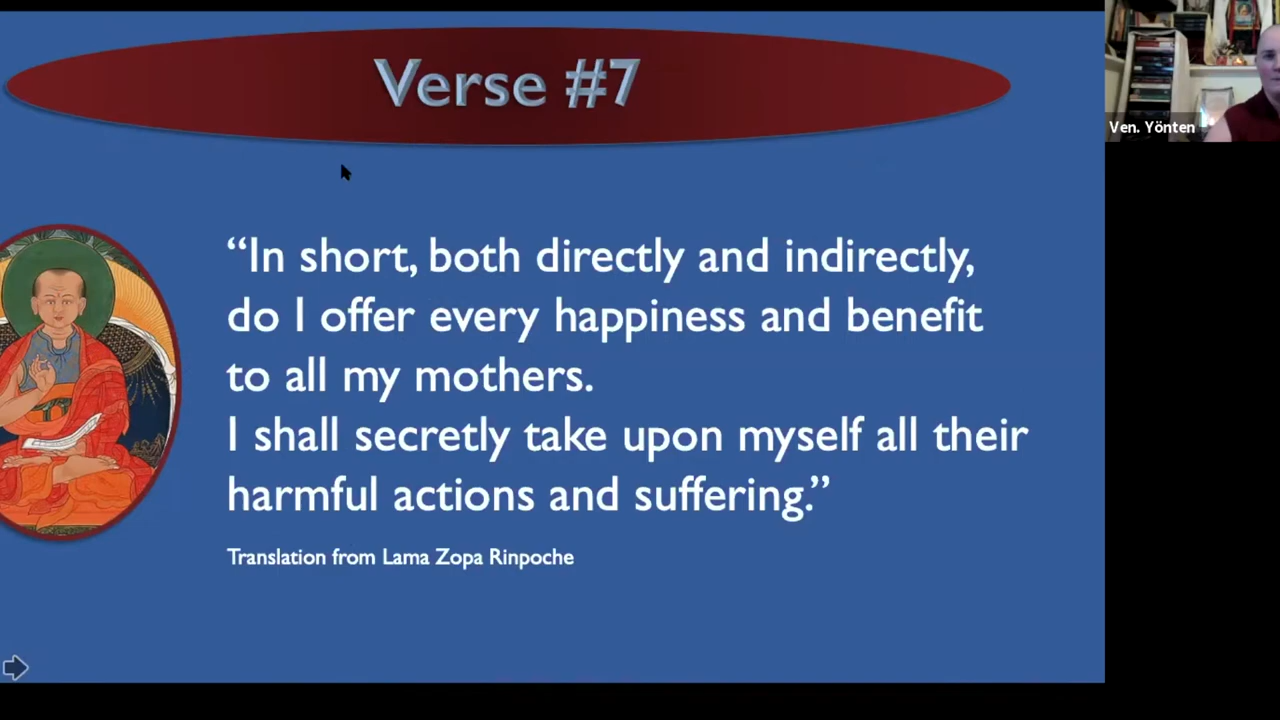 Verse #7
Ven. Yönten
“In short, both directly and indirectly,
do I offer every happiness and benefit
to all my mothers.
I shall secretly take upon myself all their
harmful actions and suffering.”
Translation from Lama Zopa Rinpoche